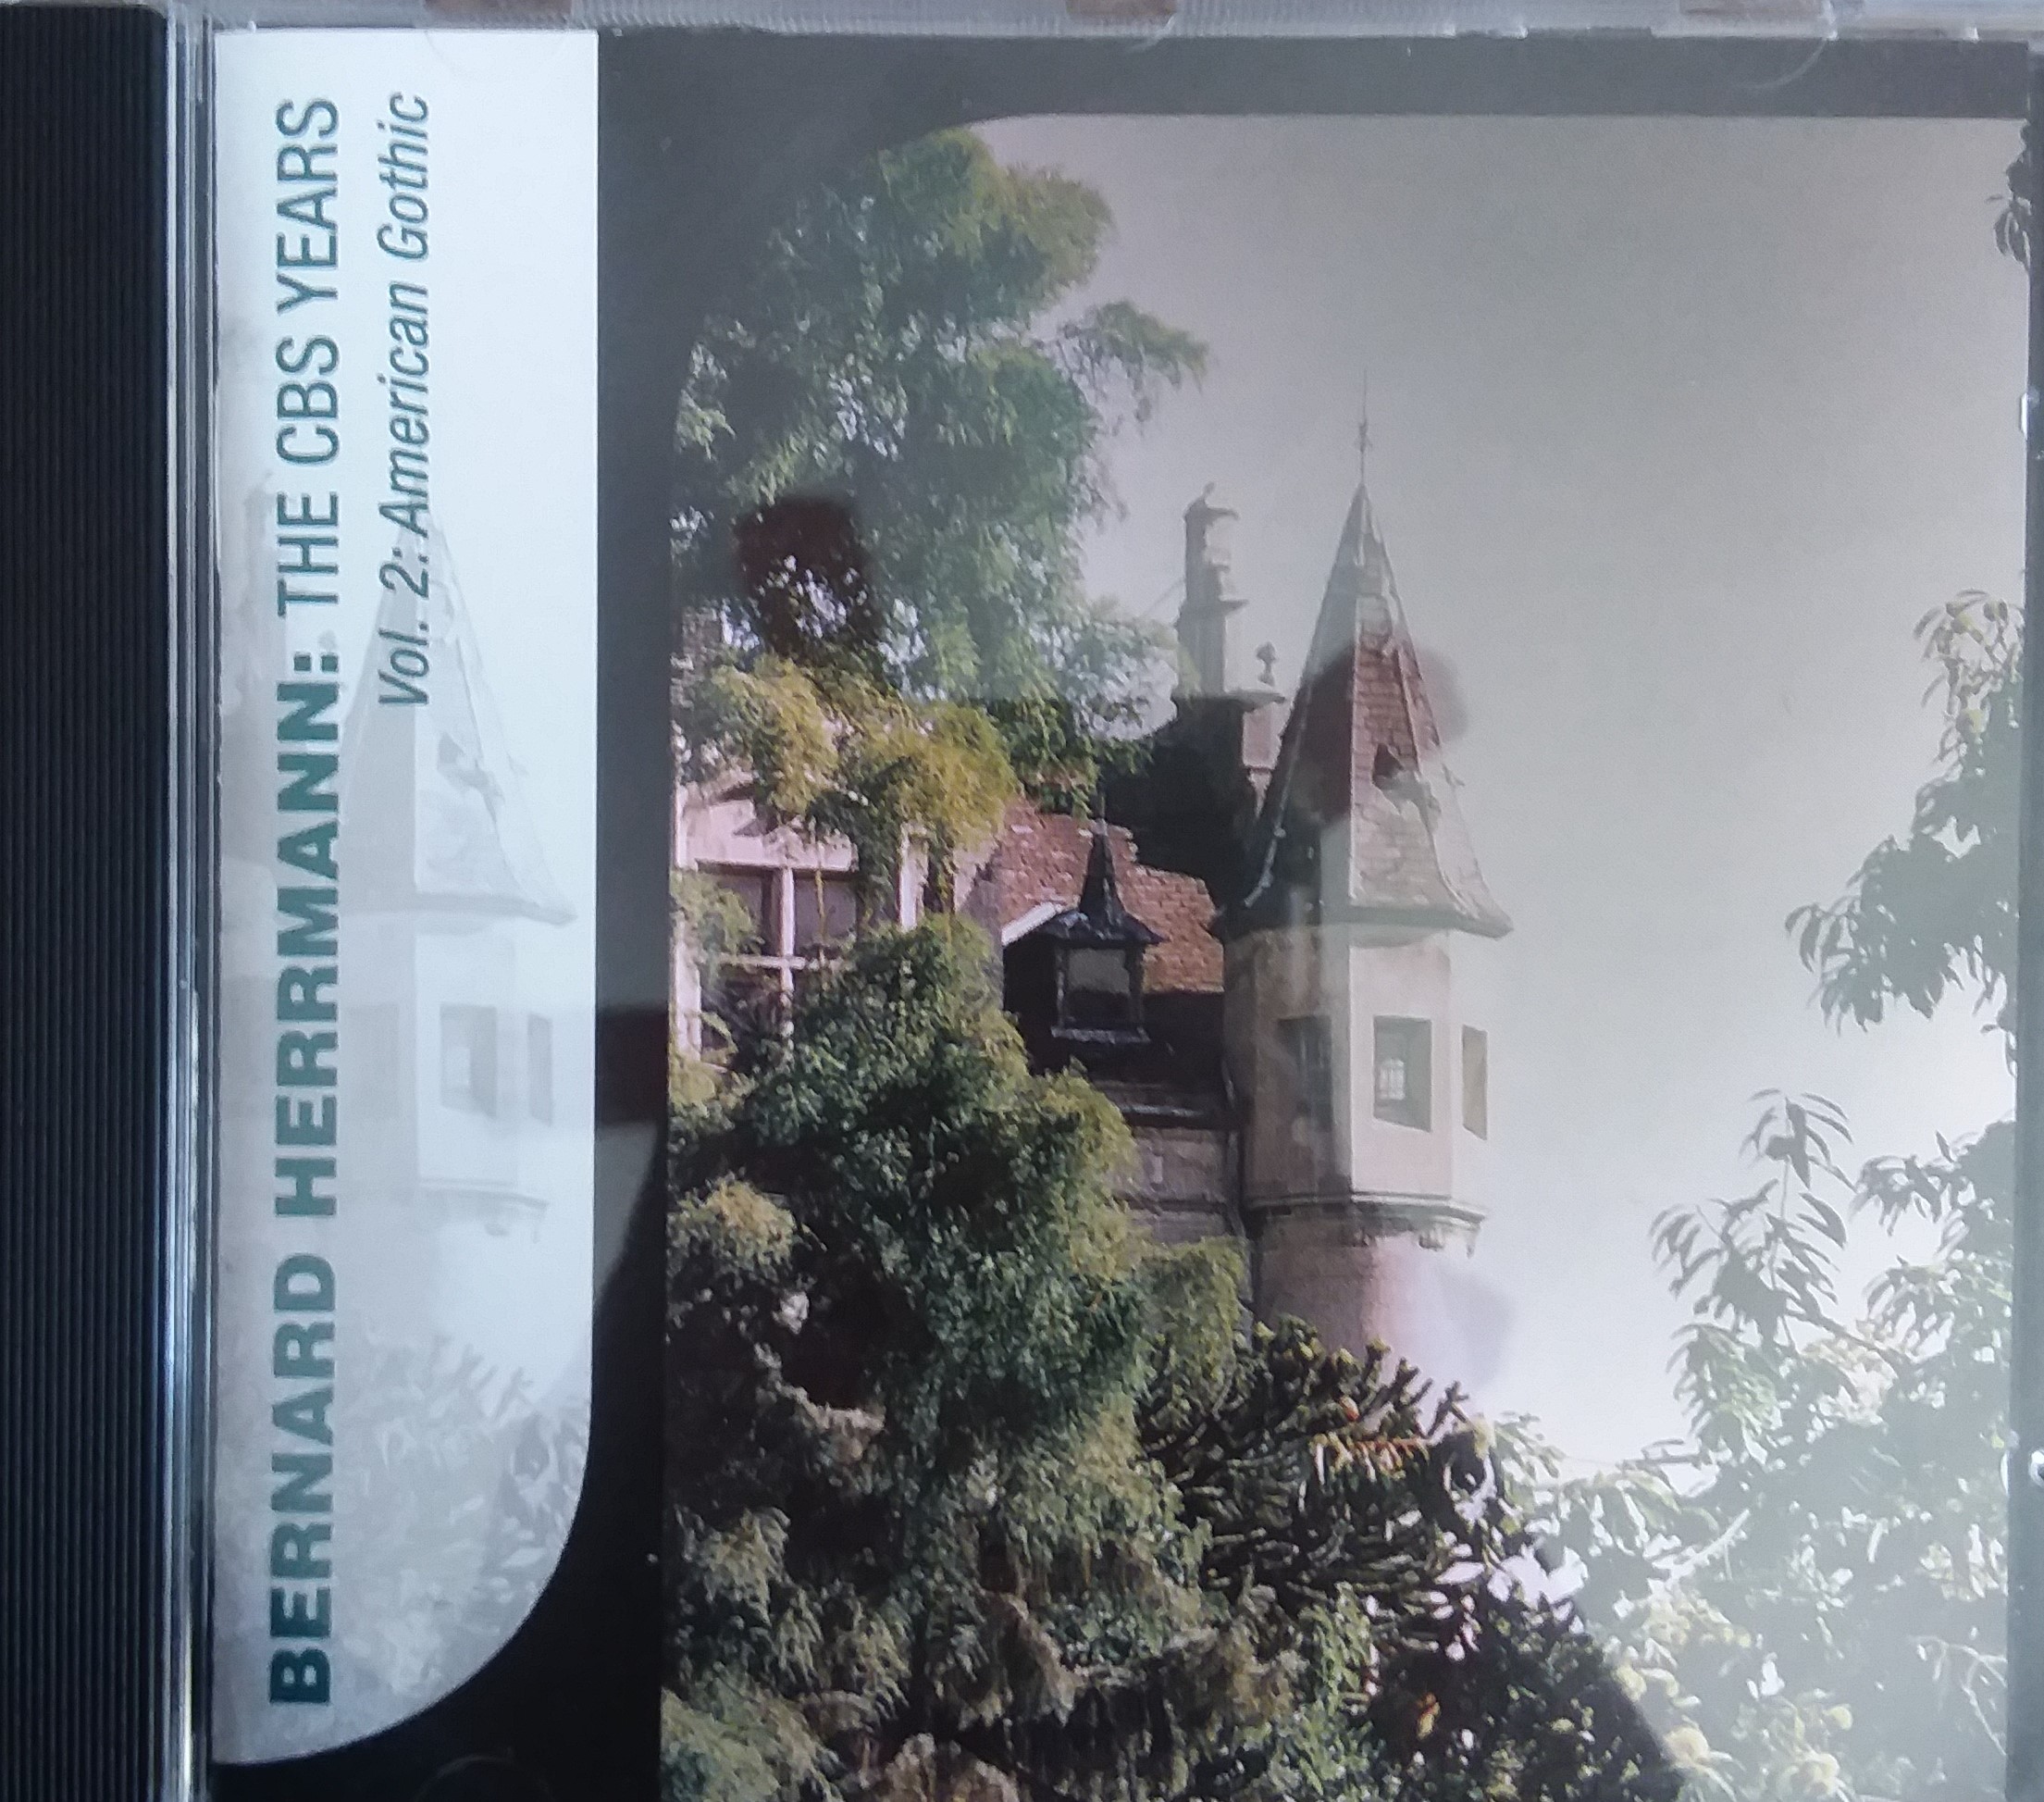 BERNARD HERRMANN: THE CBS YEARS
Vol. 2: American Gothic